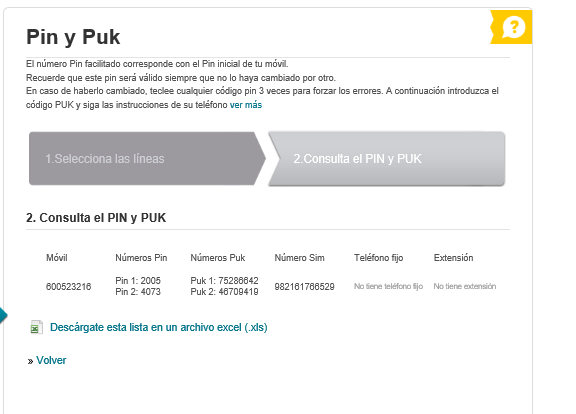 Pin y Puk
?
El número Pin facilitado corresponde con el Pin inicial de tu móvil.
Recuerde que este pin será válido siempre que no lo haya cambiado por otro.
En caso de haberlo cambiado, teclee cualquier código pin 3 veces para forzar los errores. A continuación introduzca el
código PUK y siga las instrucciones de su teléfono ver más
1.Selecciona las líneas
2.Consulta el PIN y PUK
2. Consulta el PIN y PUK
Móvil Números Pin Números Puk Número Sim Teléfono fijo Extensión
Pin 1: 2005 Puk 1: 75286642
600523216 982161766529 No tiene teléfono fijo No tiene extensión
Pin 2: 4073 Puk 2: 46709419
Descárgate esta lista en un archivo excel (.xls)
» Volver